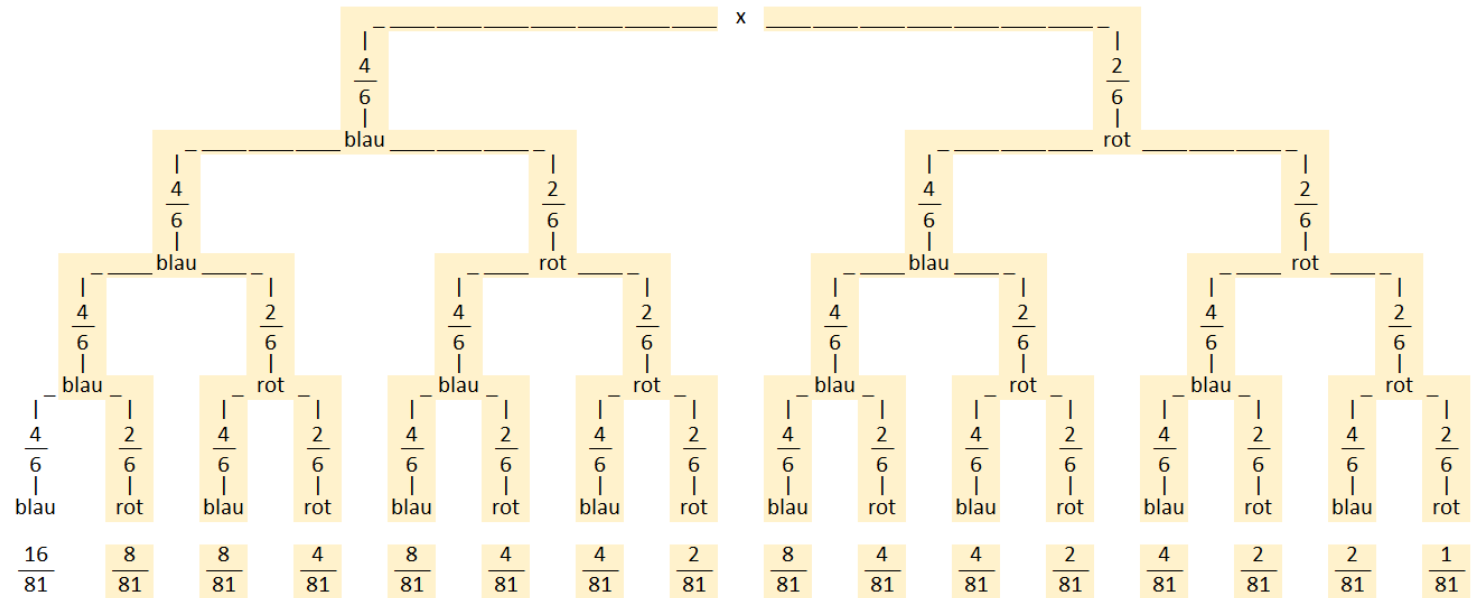 x
4/6 2/6
blau rot
4/6 2/6 4/6 2/6
blau rot blau rot
4/6 2/6 4/6 2/6 4/6 2/6 4/6 2/6
blau rot blau rot blau rot blau rot
4/6 2/6 4/6 2/6 4/6 2/6 4/6 2/6 4/6 2/6 4/6 2/6 4/6 2/6 4/6 2/6
blau rot blau rot blau rot blau rot blau rot blau rot blau rot blau rot
16/81 8/81 8/81 4/81 8/81 4/81 4/81 2/81 8/81 4/81 4/81 2/81 4/81 2/81 2/81 1/81